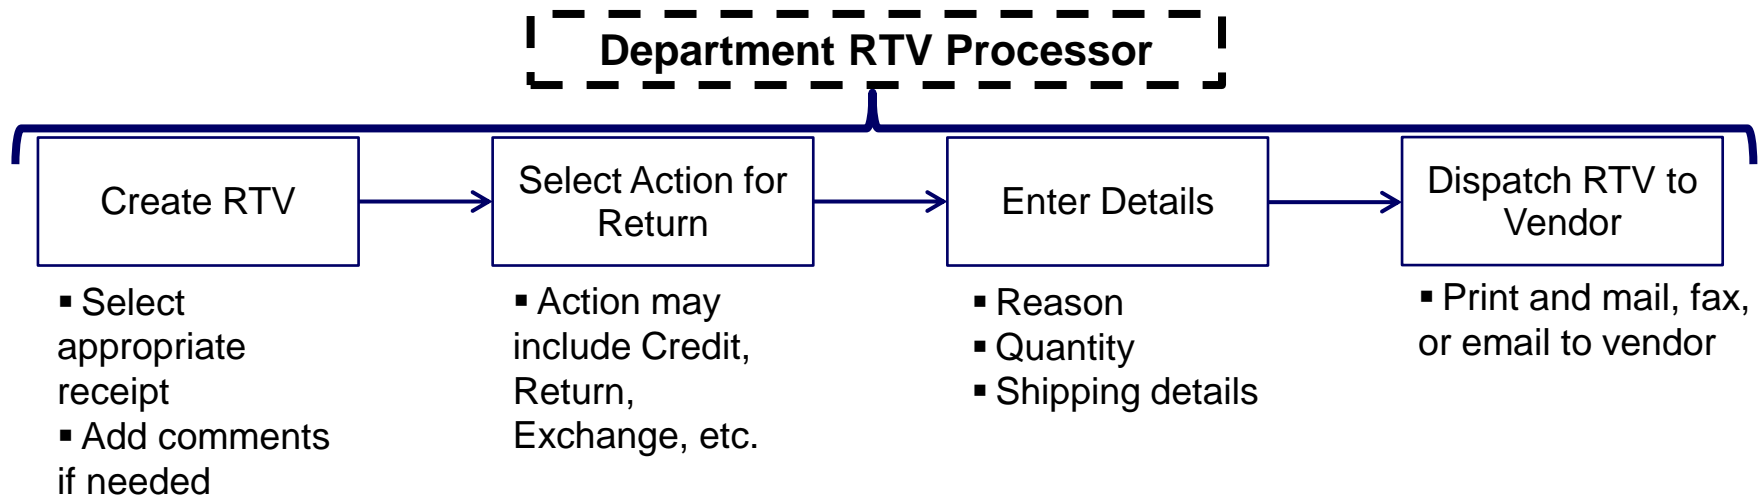 Department RTV Processor
Create RTV
Select Action for
Return
Enter Details
Dispatch RTV to
Vendor
▪ Select
appropriate
receipt
▪ Add comments
if needed
▪ Action may
include Credit,
Return,
Exchange, etc.
▪ Reason
▪ Quantity
▪ Shipping details
▪ Print and mail, fax,
or email to vendor